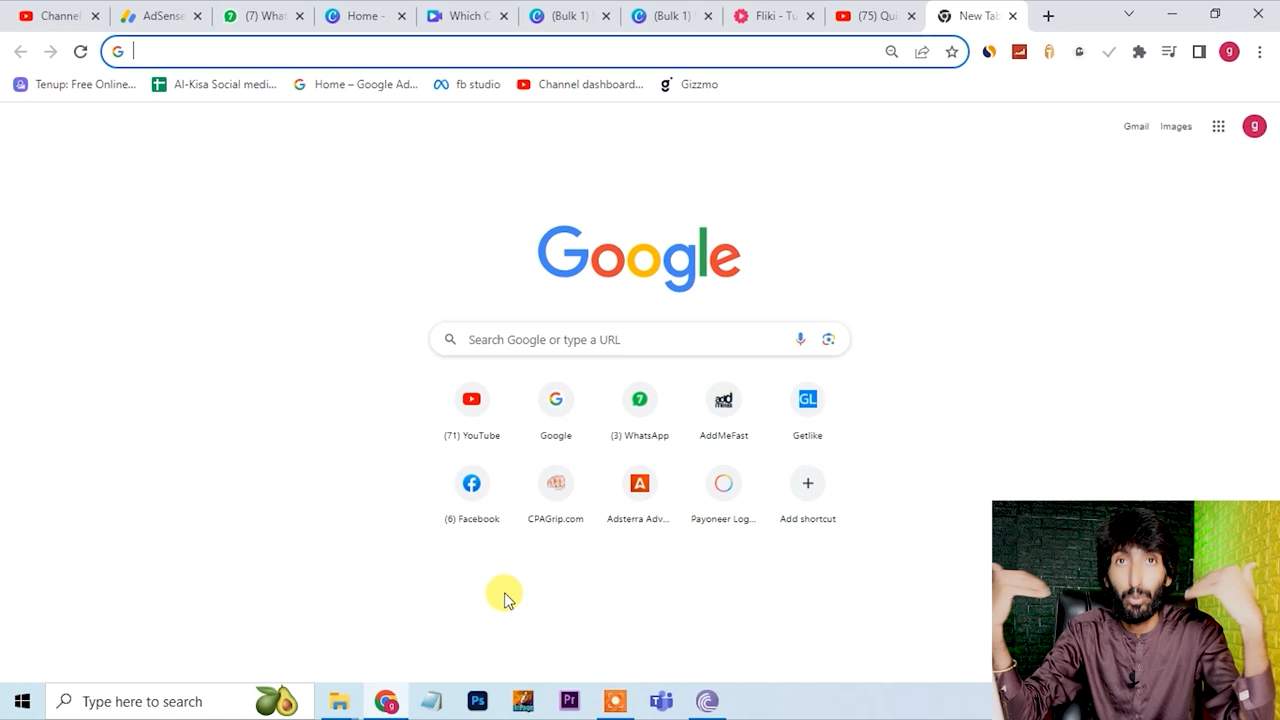 Channel
AdSense
(7) What
Home -
Which C
(Bulk 1)
(Bulk 1)
Fliki - Tu
(75) Qui
New Tab
Tenup: Free Online...
Al-Kisa Social medi...
Home – Google Ad...
fb studio
Channel dashboard...
Gizzmo
Gmail
Images
Google
Search Google or type a URL
(71) YouTube
Google
(3) WhatsApp
AddMeFast
Getlike
(6) Facebook
CPAGrip.com
Adsterra Adv...
Payoneer Log...
Add shortcut
Type here to search